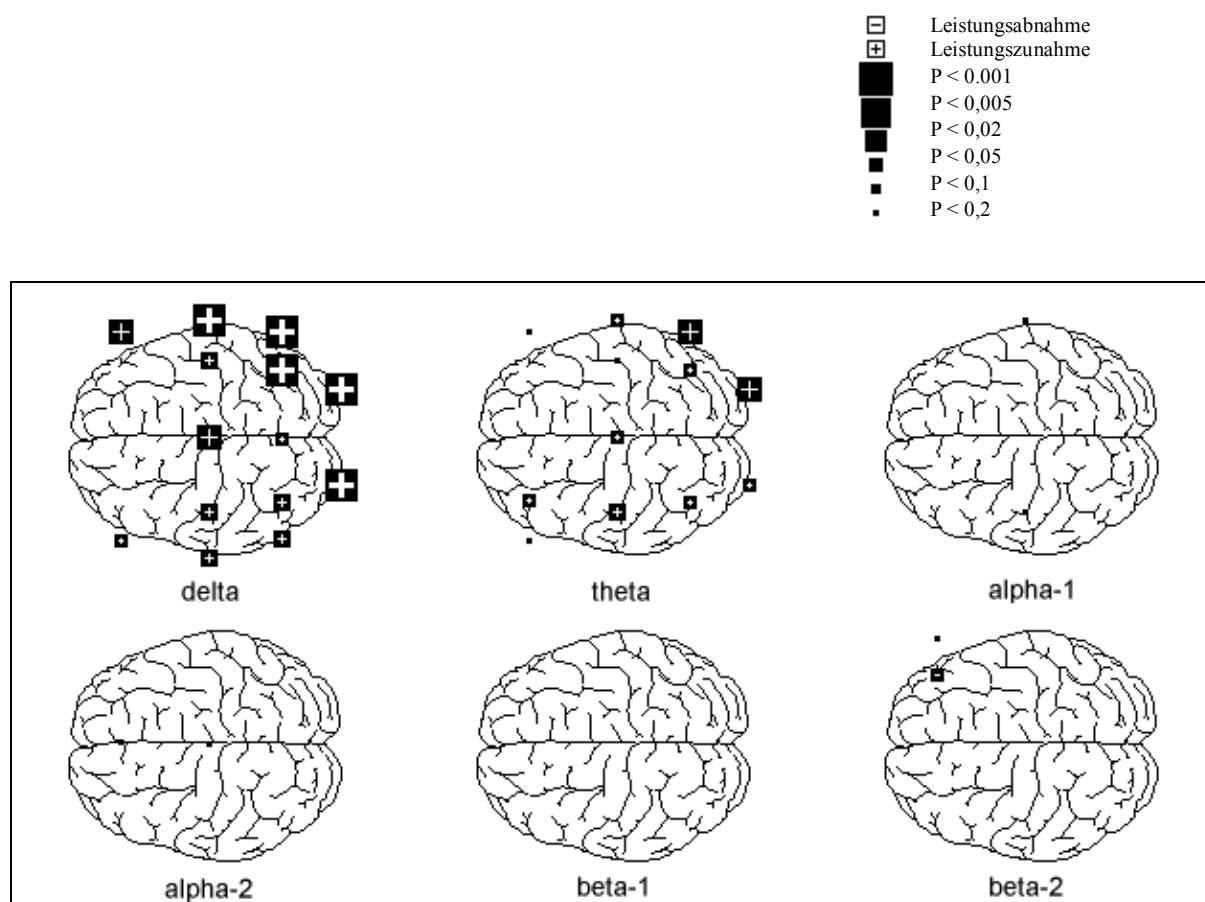 Leistungsabnahme
Leistungszunahme
P < 0.001
P < 0,005
P < 0,02
P < 0,05
P < 0,1
P < 0,2
delta
theta
alpha-1
alpha-2
beta-1
beta-2